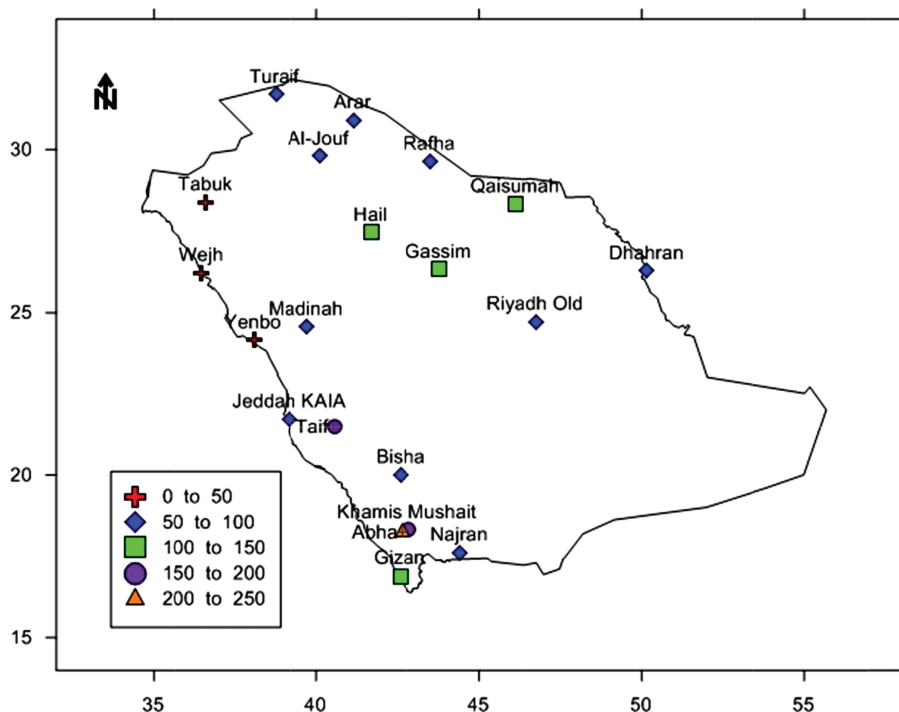 N
Turaif
Arar
Al-Jouf
Rafha
30
Tabuk
Qaisumah
Hail
Gassim
Wejh
Dhahran
Madinah
Riyadh Old
25
Yenbo
Jeddah KAIA
Taif
Bisha
20
0 to 50
50 to 100
100 to 150
150 to 200
200 to 250
Khamis Mushait
Abha
Najran
Gizan
15
35 40 45 50 55